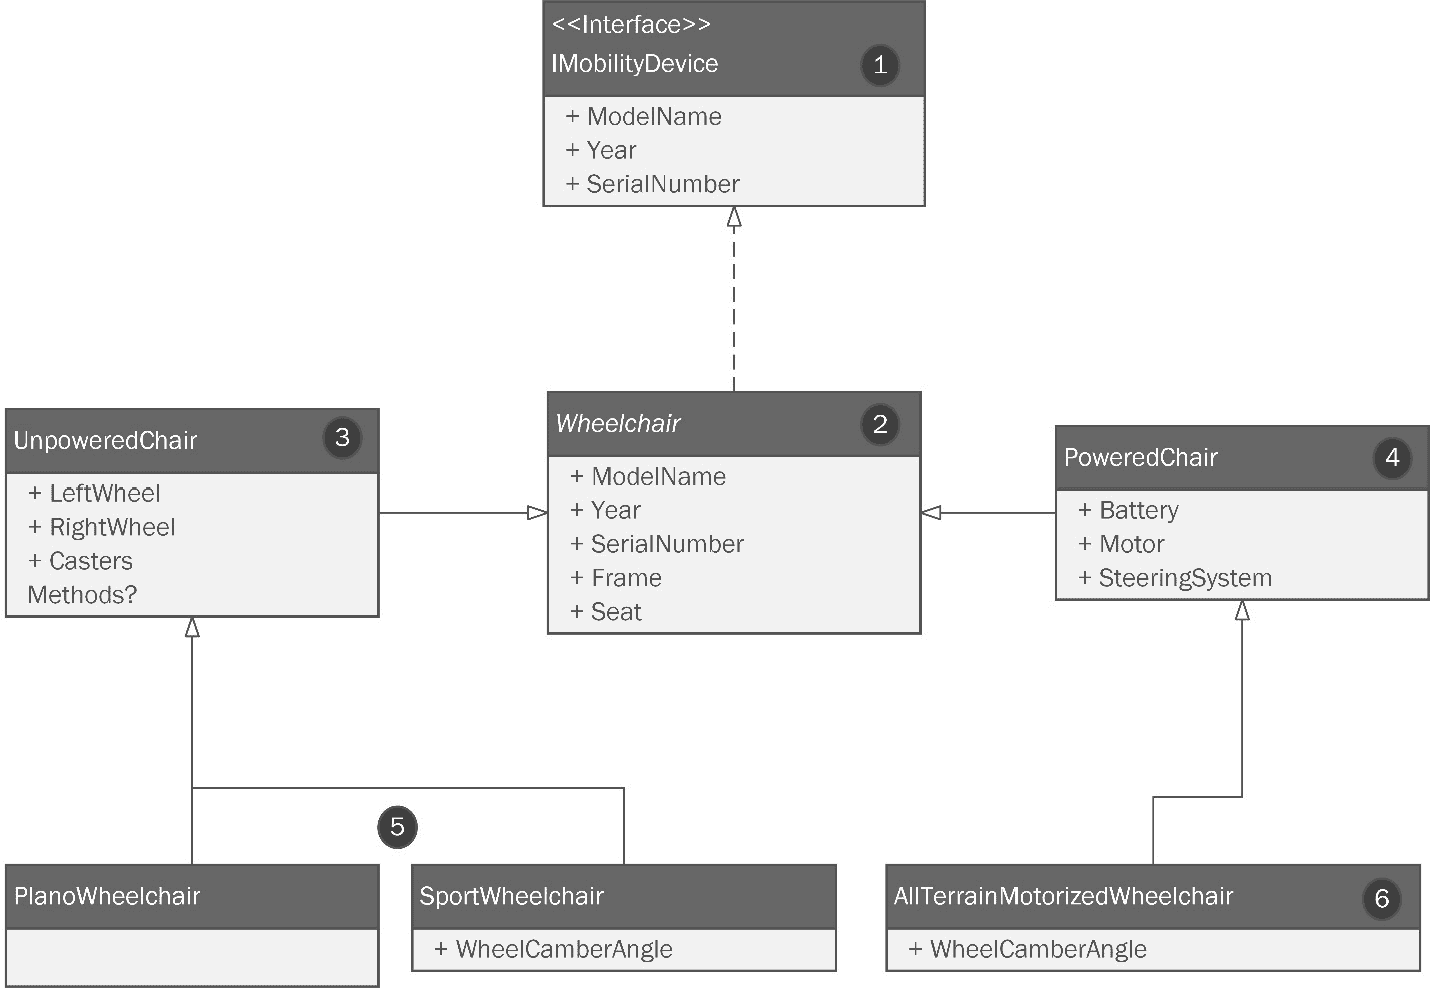 <<Interface>>
IMobilityDevice
1
+ ModelName
+ Year
+ SerialNumber
UnpoweredChair
3
+ LeftWheel
+ RightWheel
+ Casters
Methods?
Wheelchair
2
+ ModelName
+ Year
+ SerialNumber
+ Frame
+ Seat
PoweredChair
4
+ Battery
+ Motor
+ SteeringSystem
5
PlanoWheelchair
SportWheelchair
+ WheelCamberAngle
AllTerrainMotorizedWheelchair
6
+ WheelCamberAngle